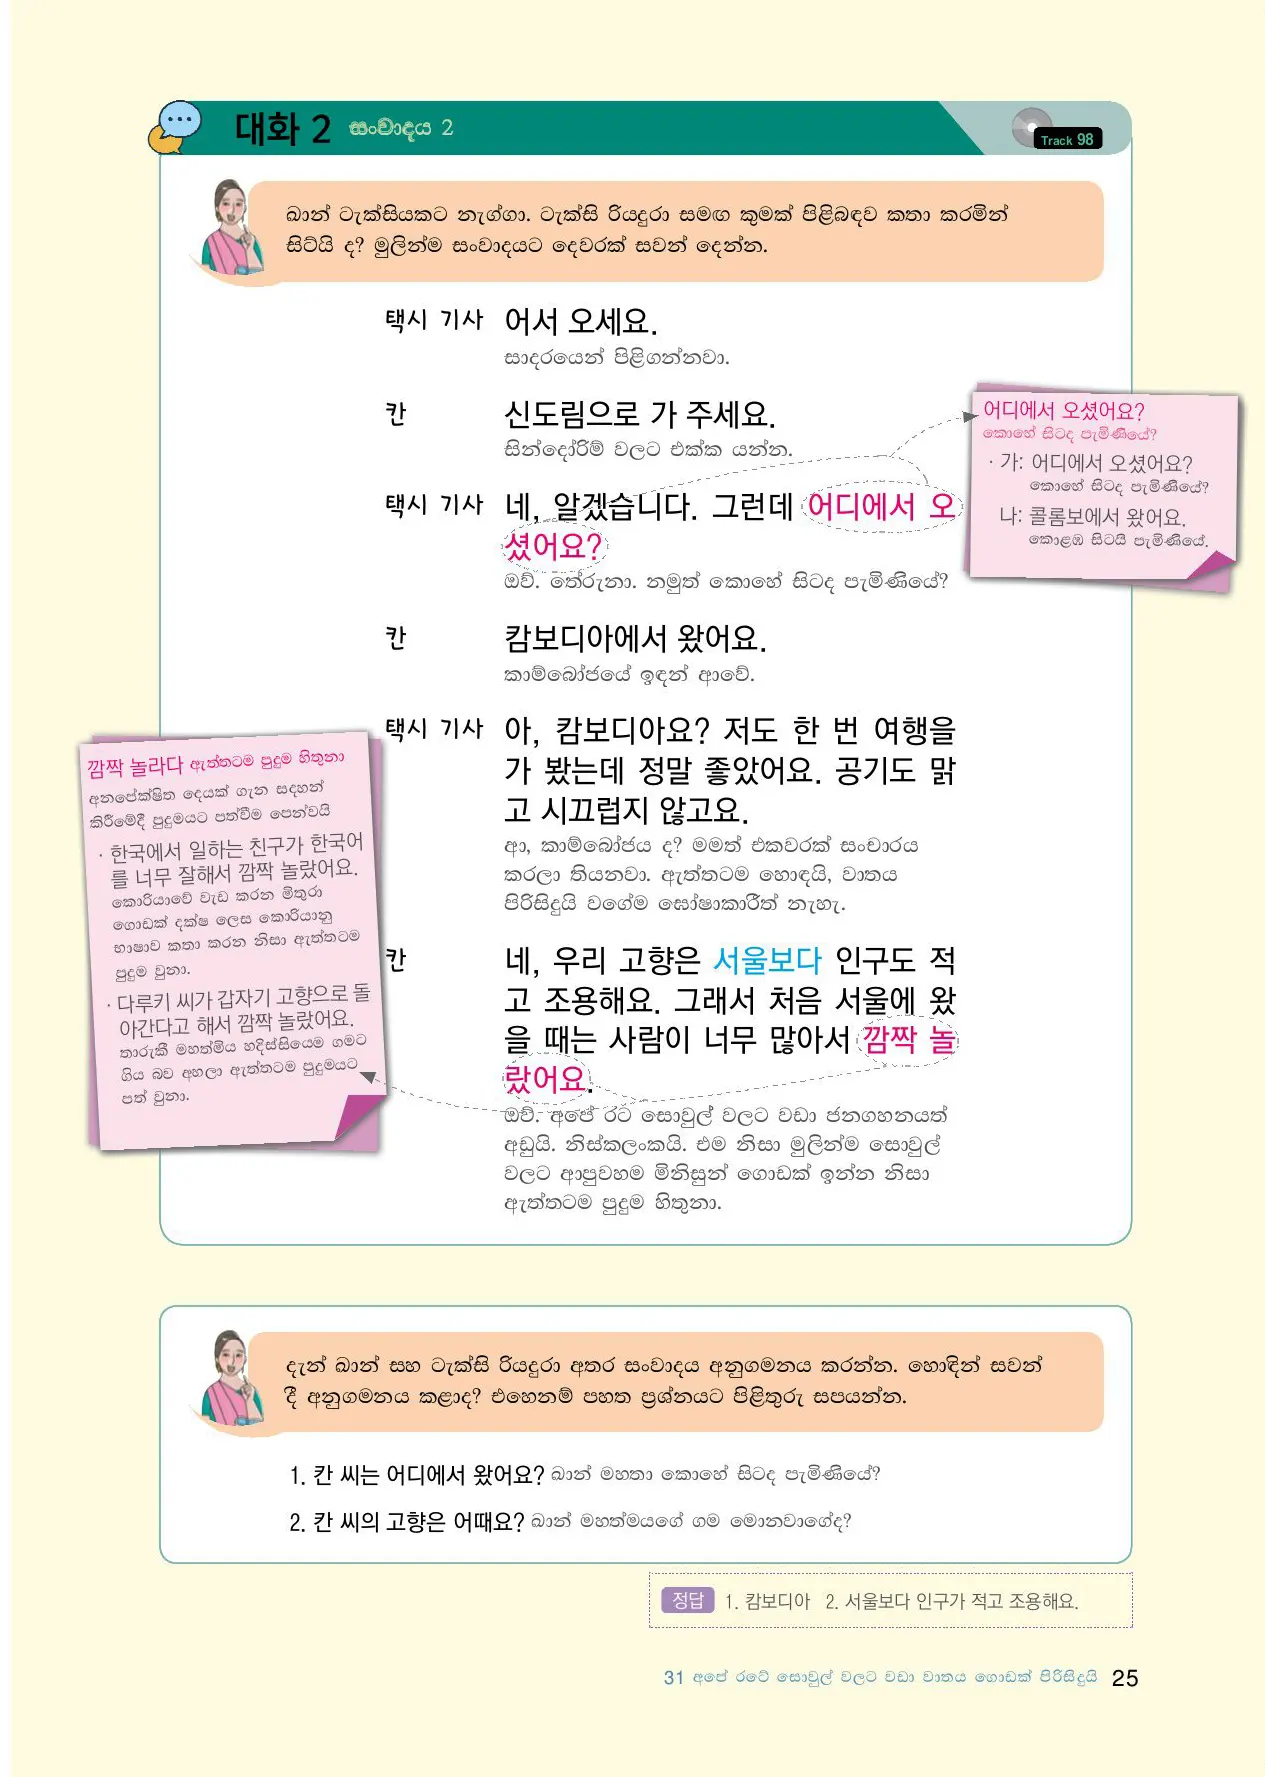 대화 2 සංවාදය 2
Track 98
ඛාන් ටැක්සියකට නැග්ගා. ටැක්සි රියදුරා සමඟ කුමක් පිළිබඳව කතා කරමින්
සිටියි ද? මුලින්ම සංවාදයට දෙවරක් සවන් දෙන්න.
택시 기사 어서 오세요.
සාදරයෙන් පිළිගන්නවා.
칸 신도림으로 가 주세요.
සින්දෝරිම් වලට එක්ක යන්න.
택시 기사 네, 알겠습니다. 그런데 어디에서 오
셨어요?
ඔව්. තේරුනා. නමුත් කොහේ සිටද පැමිණියේ?
칸 캄보디아에서 왔어요.
කාම්බෝජයේ ඉඳන් ආවේ.
택시 기사 아, 캄보디아요? 저도 한 번 여행을
가 봤는데 정말 좋았어요. 공기도 맑
고 시끄럽지 않고요.
ආ, කාම්බෝජය ද? මමත් එකවරක් සංචාරය
කරලා තියනවා. ඇත්තටම හොඳයි, වාතය
පිරිසිදුයි වගේම ඝෝෂාකාරීත් නැහැ.
칸 네, 우리 고향은 서울보다 인구도 적
고 조용해요. 그래서 처음 서울에 왔
을 때는 사람이 너무 많아서 깜짝 놀
랐어요.
ඔව්. අපේ රට සොවුල් වලට වඩා ජනගහනයත්
අඩුයි. නිස්කලංකයි. එම නිසා මුලින්ම සොවුල්
වලට ආපුවහම මිනිසුන් ගොඩක් ඉන්න නිසා
ඇත්තටම පුදුම හිතුනා.
어디에서 오셨어요?
කොහේ සිටද පැමිණියේ?
· 가: 어디에서 오셨어요?
කොහේ සිටද පැමිණියේ?
나: 콜롬보에서 왔어요.
කොළඹ සිටයි පැමිණියේ.
깜짝 놀라다 ඇත්තටම පුදුම හිතුනා
අනපේක්ෂිත දෙයක් ගැන සදහන්
කිරීමේදී පුදුමයට පත්වීම පෙන්වයි
· 한국에서 일하는 친구가 한국어
를 너무 잘해서 깜짝 놀랐어요.
කොරියාවේ වැඩ කරන මිතුරා
ගොඩක් දක්ෂ ලෙස කොරියානු
භාෂාව කතා කරන නිසා ඇත්තටම
පුදුම වුනා.
· 다루키 씨가 갑자기 고향으로 돌
아간다고 해서 깜짝 놀랐어요.
තාරුකී මහත්මිය හදිස්සියෙම ගමට
ගිය බව අහලා ඇත්තටම පුදුමයට
පත් වුනා.
දැන් ඛාන් සහ ටැක්සි රියදුරා අතර සංවාදය අනුගමනය කරන්න. හොඳින් සවන්
දී අනුගමනය කළාද? එහෙනම් පහත ප්‍රශ්නයට පිළිතුරු සපයන්න.
1. 칸 씨는 어디에서 왔어요? ඛාන් මහතා කොහේ සිටද පැමිණියේ?
2. 칸 씨의 고향은 어때요? ඛාන් මහත්මයගේ ගම මොනවාගේද?
정답 1. 캄보디아 2. 서울보다 인구가 적고 조용해요.
31 අපේ රටේ සොවුල් වලට වඩා වාතය ගොඩක් පිරිසිදුයි 25